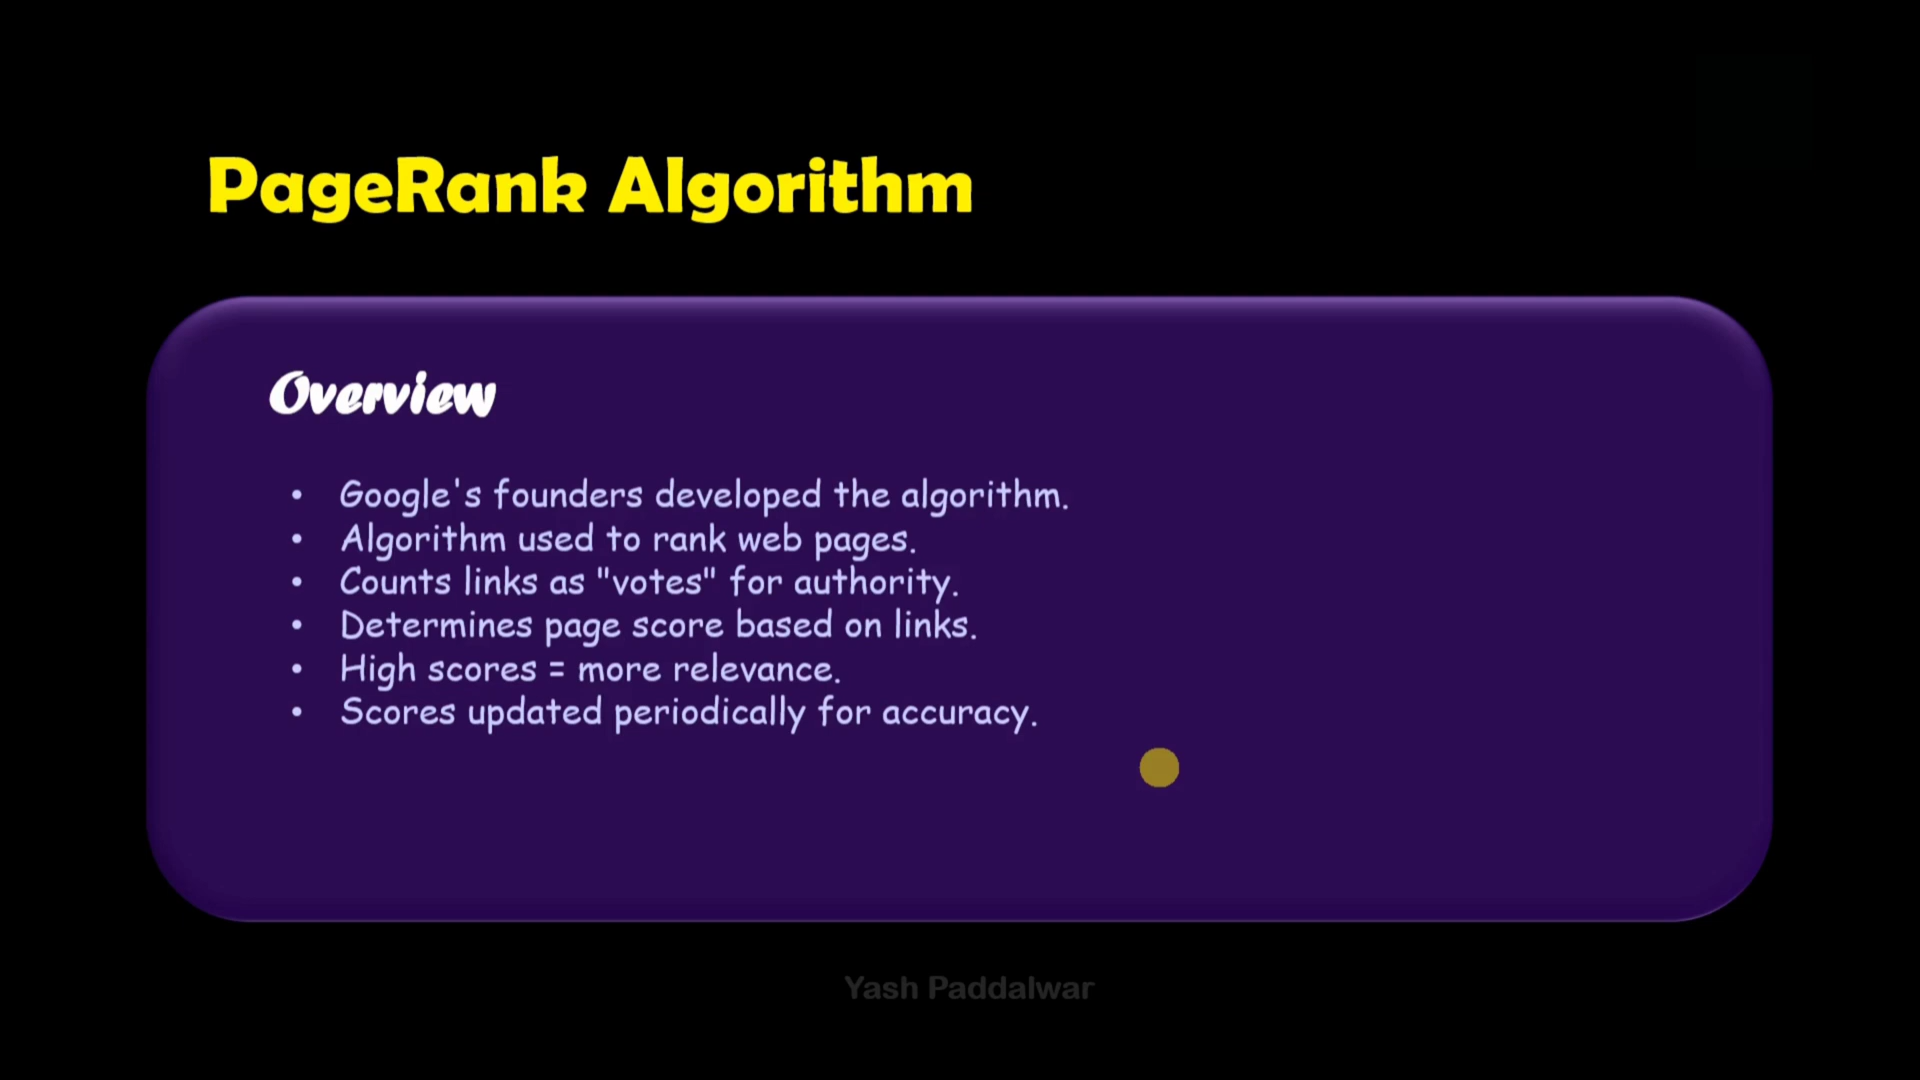 PageRank Algorithm
Overview
• Google's founders developed the algorithm.
• Algorithm used to rank web pages.
• Counts links as "votes" for authority.
• Determines page score based on links.
• High scores = more relevance.
• Scores updated periodically for accuracy.
Yash Paddalwar